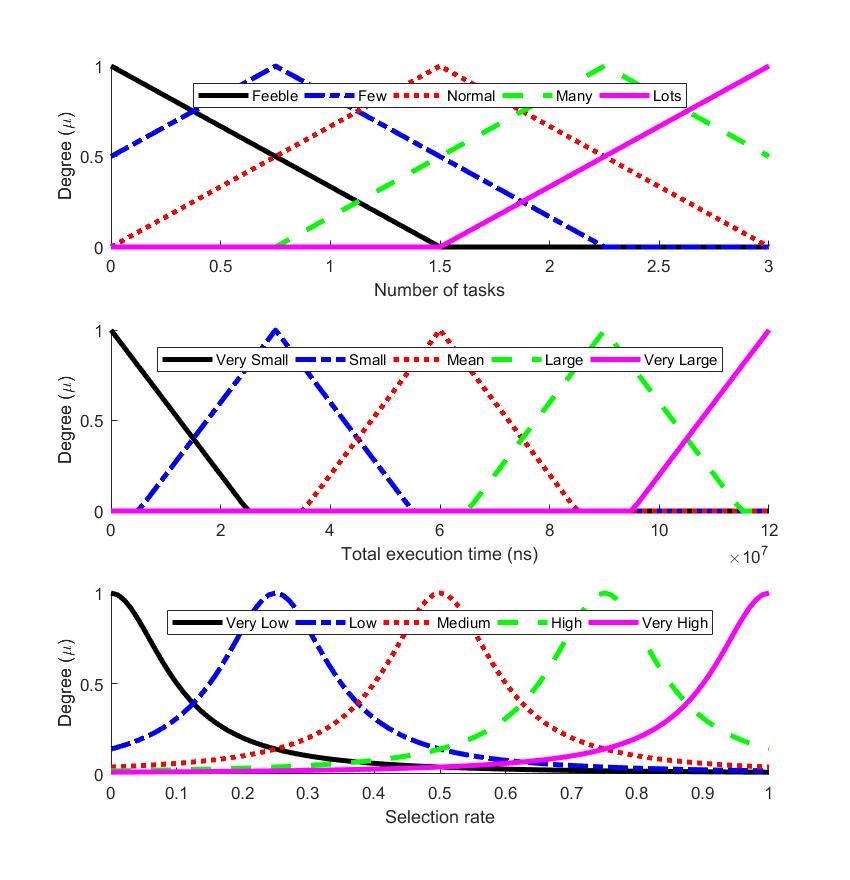 1
Feeble Few Normal Many Lots
Degree (μ)
0.5
0
0 0.5 1 1.5 2 2.5 3
Number of tasks
1
Very Small Small Mean Large Very Large
Degree (μ)
0.5
0
0 2 4 6 8 10 12
Total execution time (ns)
×10⁷
1
Very Low Low Medium High Very High
Degree (μ)
0.5
0
0 0.1 0.2 0.3 0.4 0.5 0.6 0.7 0.8 0.9 1
Selection rate